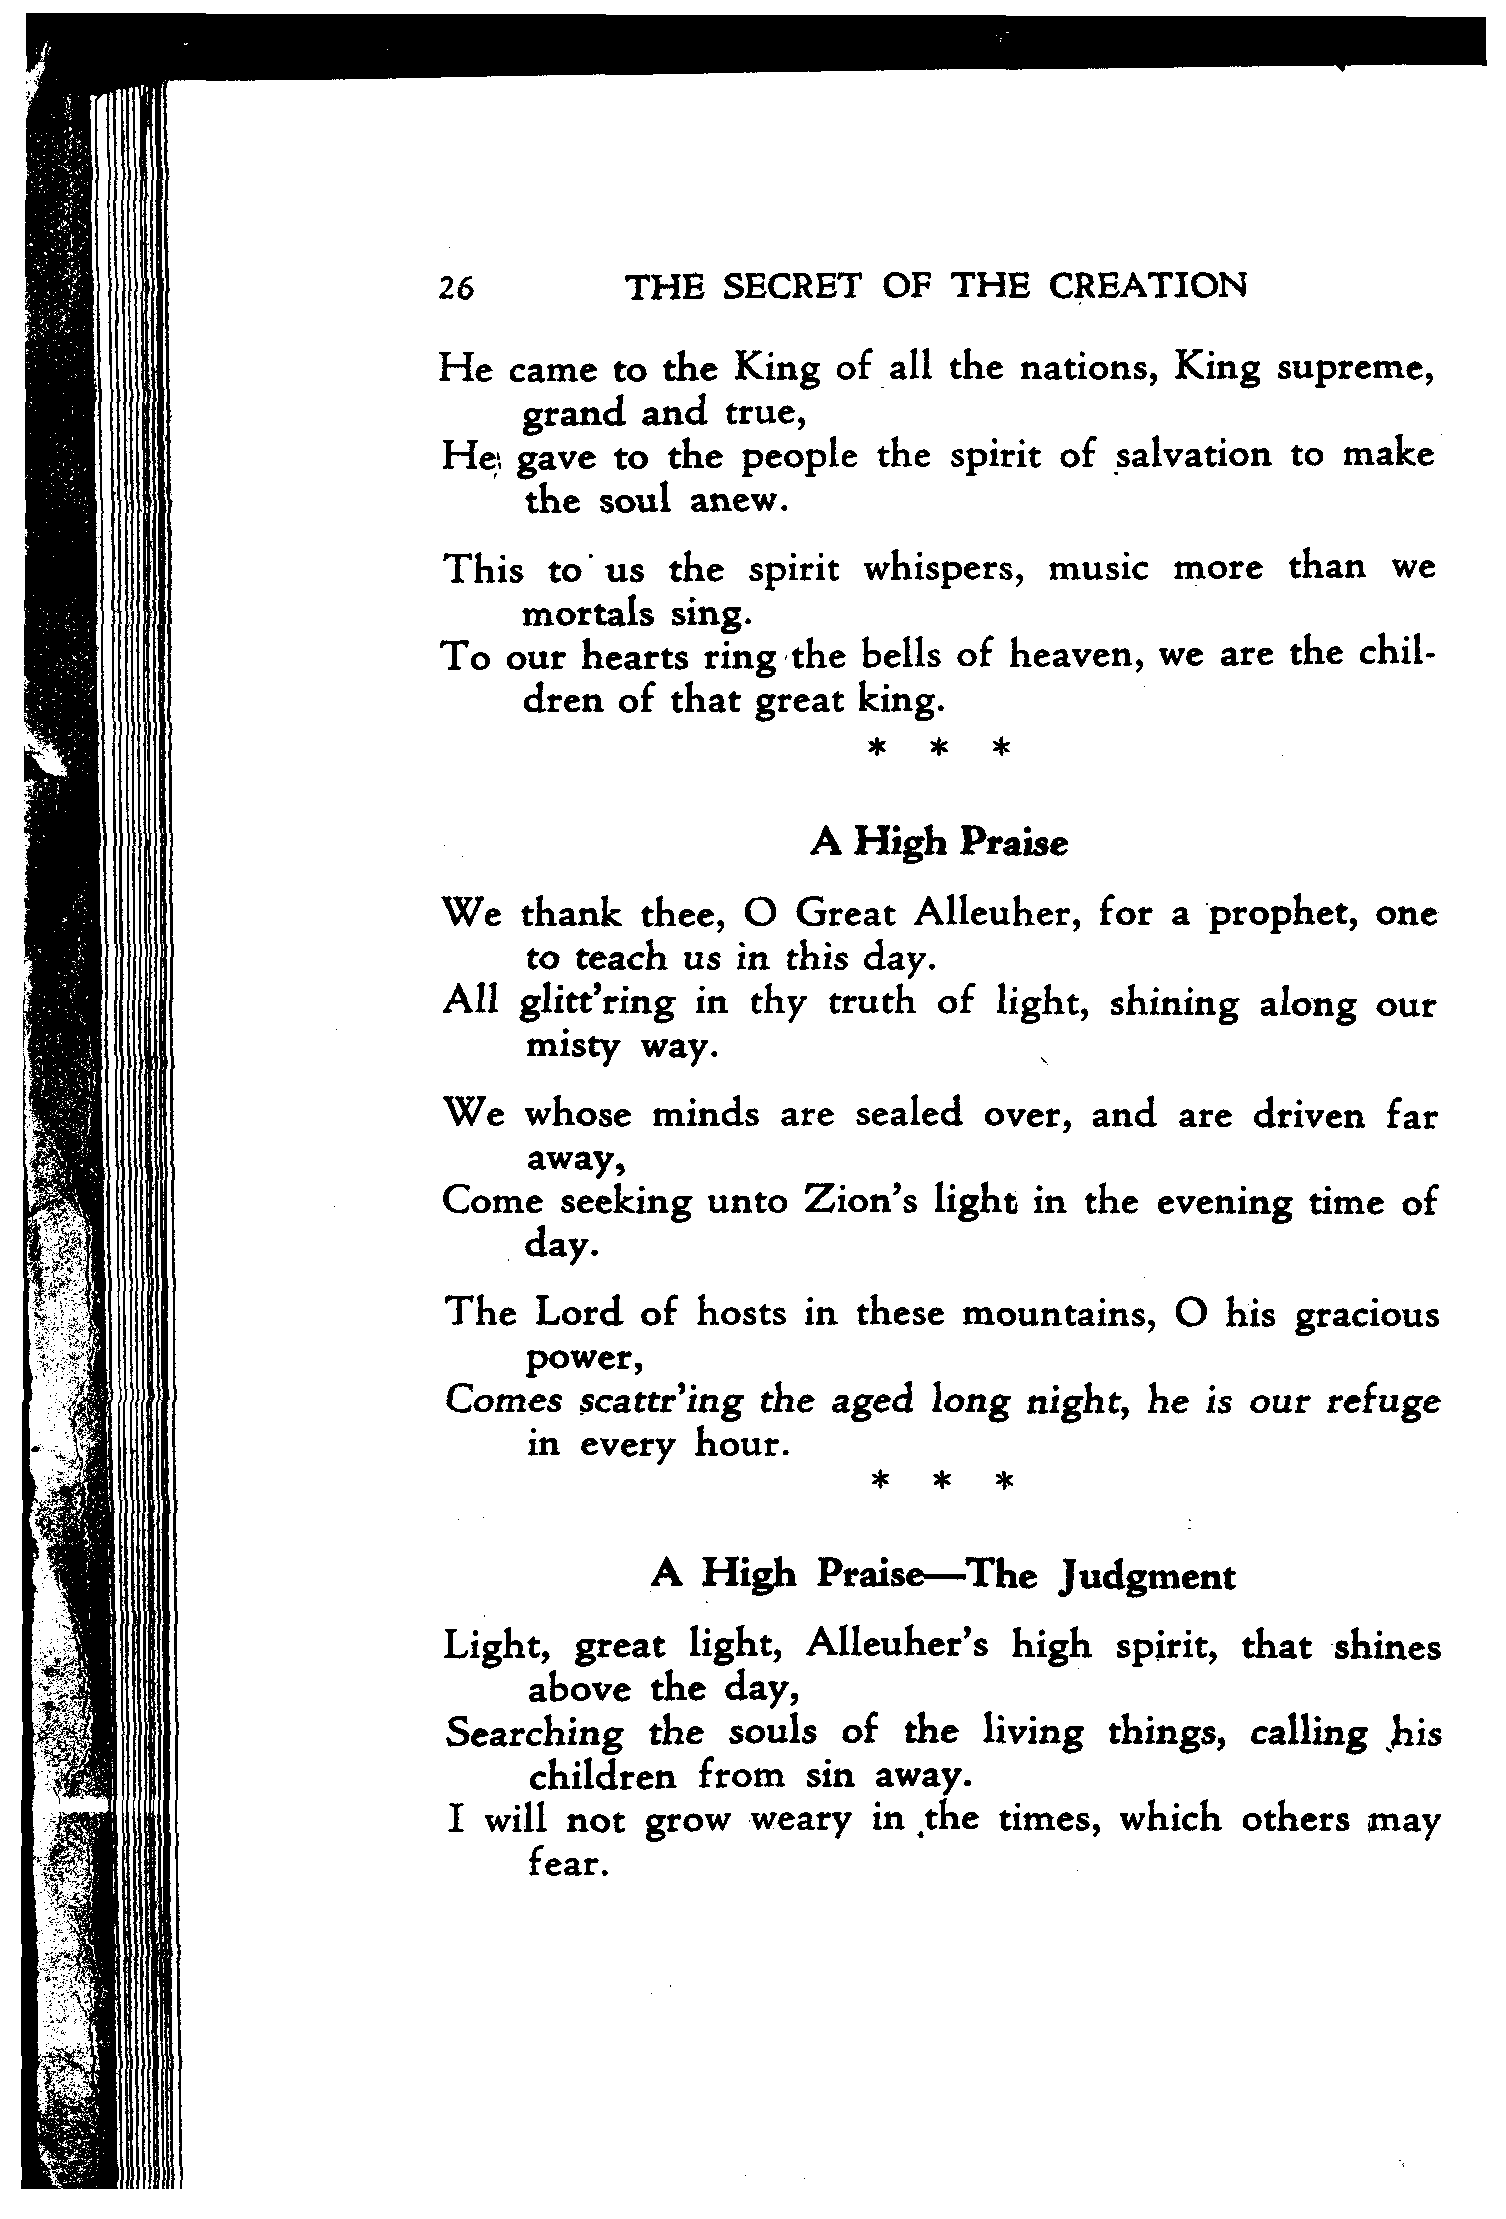 26 THE SECRET OF THE CREATION
He came to the King of all the nations, King supreme,
grand and true,
He gave to the people the spirit of salvation to make
the soul anew.
This to us the spirit whispers, music more than we
mortals sing.
To our hearts ring the bells of heaven, we are the chil-
dren of that great king.
* * *
A High Praise
We thank thee, O Great Alleuher, for a prophet, one
to teach us in this day.
All glitt'ring in thy truth of light, shining along our
misty way.
We whose minds are sealed over, and are driven far
away,
Come seeking unto Zion's light in the evening time of
day.
The Lord of hosts in these mountains, O his gracious
power,
Comes scattr'ing the aged long night, he is our refuge
in every hour.
* * *
A High Praise—The Judgment
Light, great light, Alleuher's high spirit, that shines
above the day,
Searching the souls of the living things, calling his
children from sin away.
I will not grow weary in the times, which others may
fear.